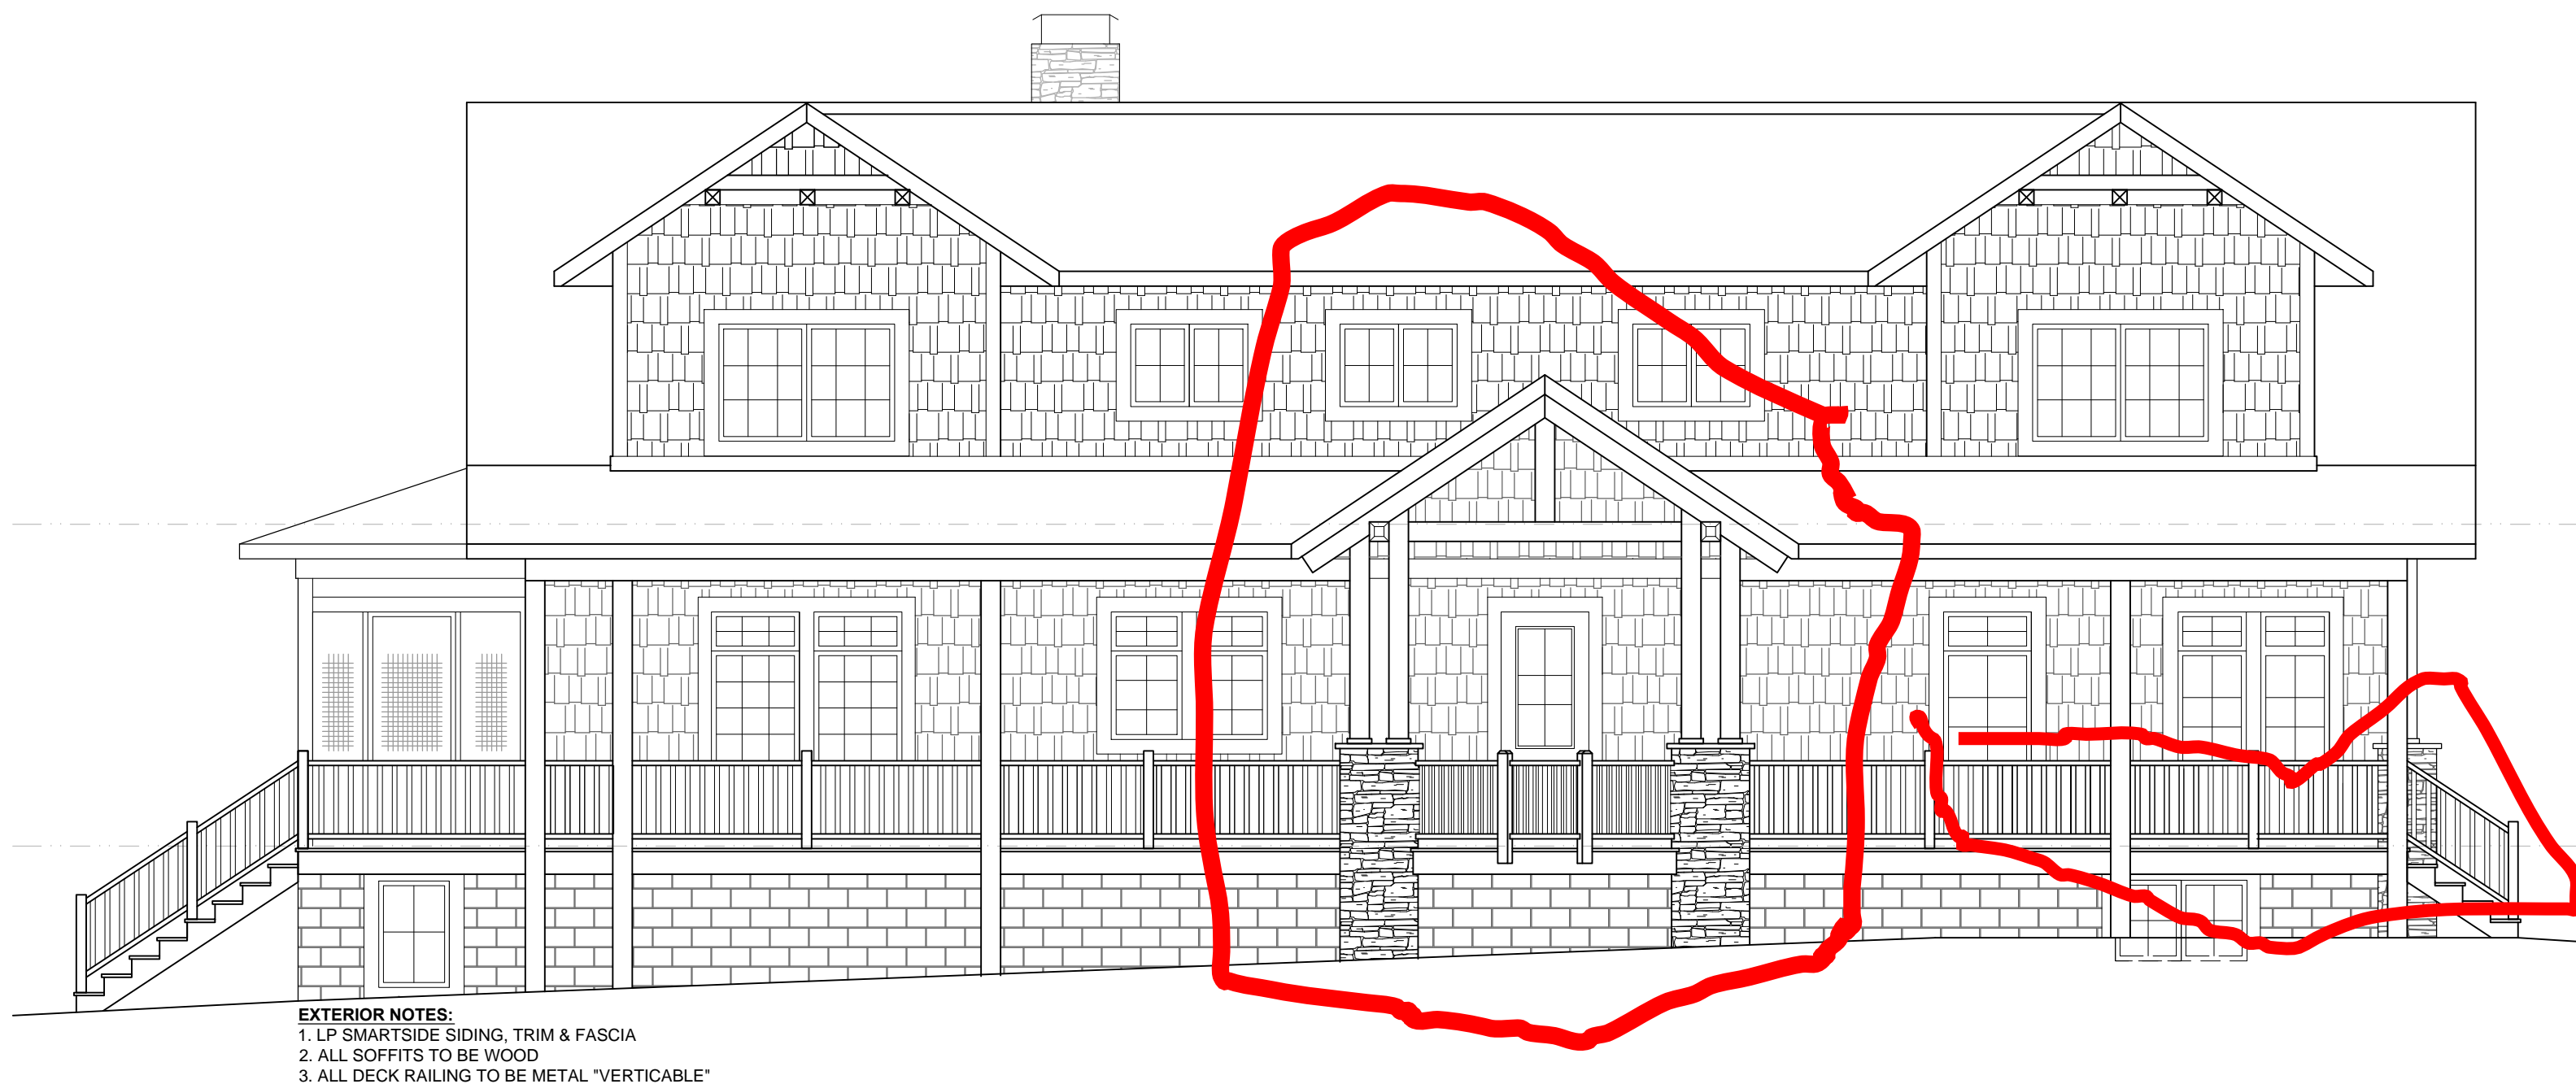 EXTERIOR NOTES:
1. LP SMARTSIDE SIDING, TRIM & FASCIA
2. ALL SOFFITS TO BE WOOD
3. ALL DECK RAILING TO BE METAL "VERTICABLE"